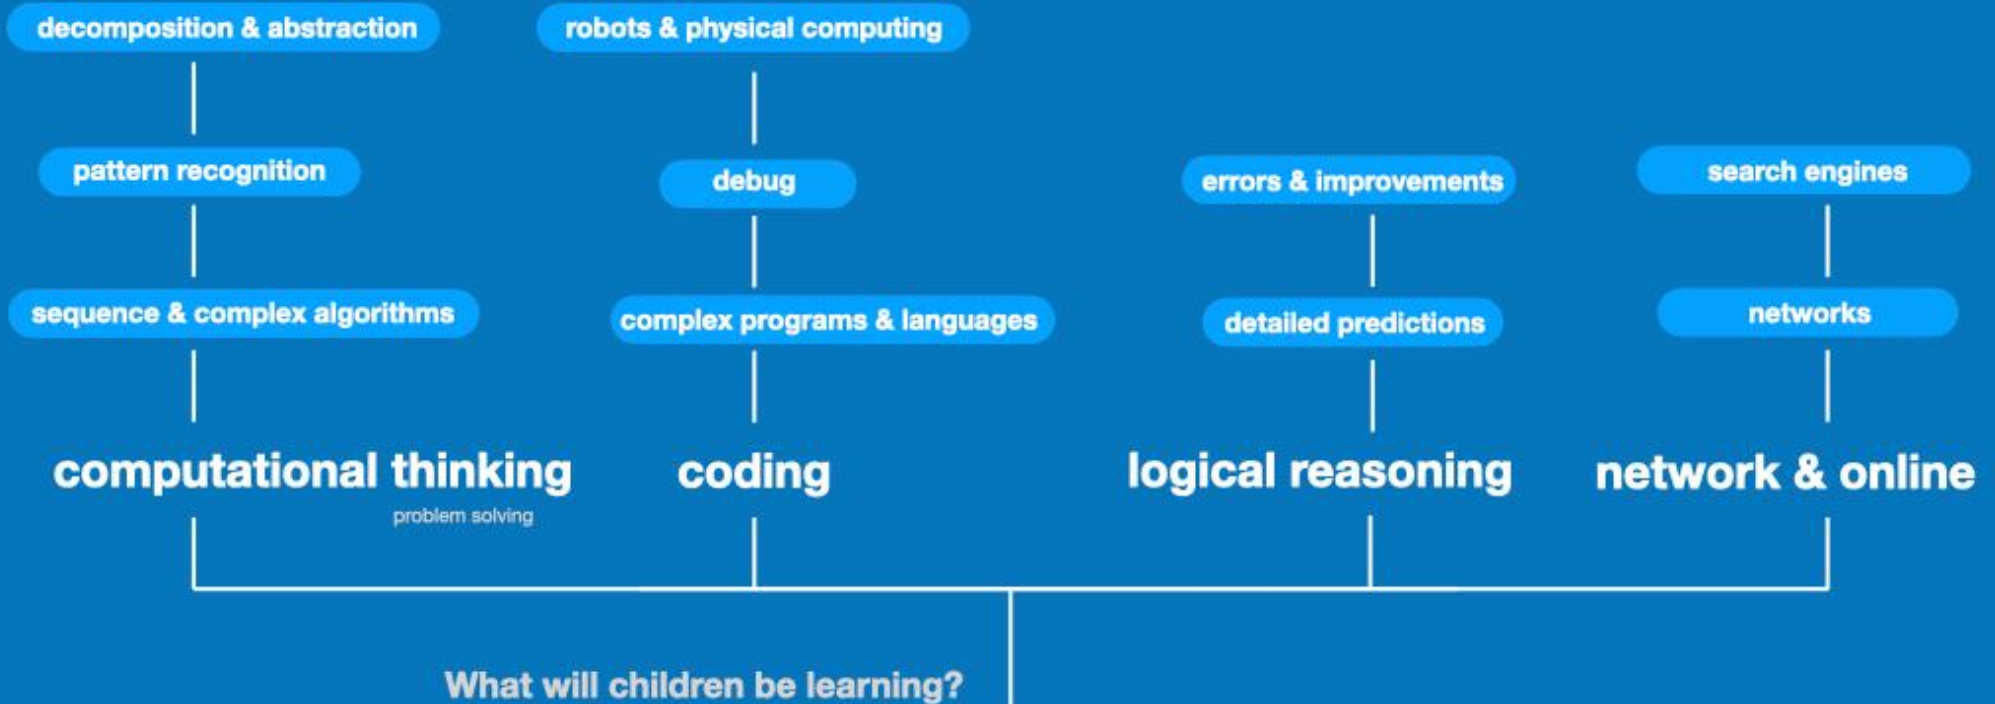 decomposition & abstraction
robots & physical computing
pattern recognition
debug
errors & improvements
search engines
sequence & complex algorithms
complex programs & languages
detailed predictions
networks
computational thinking
problem solving
coding
logical reasoning
network & online
What will children be learning?